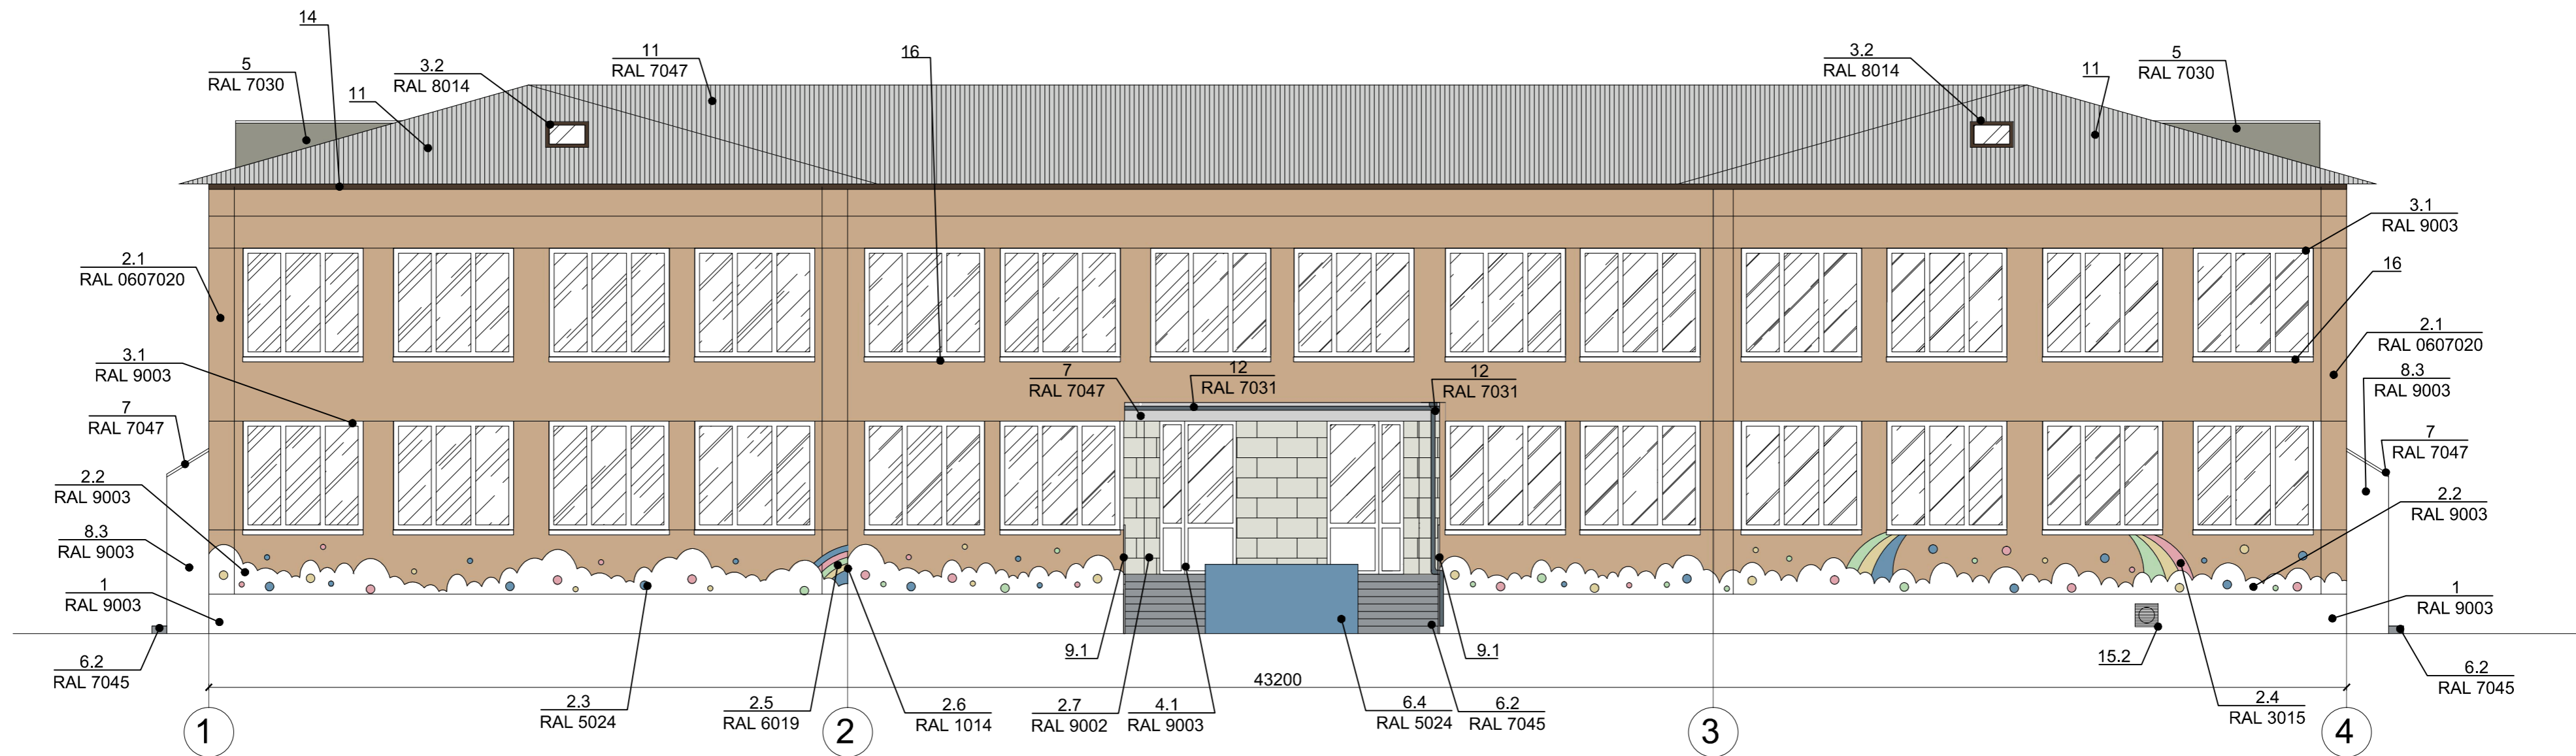 14
5
RAL 7030
11
3.2
RAL 8014
11
RAL 7047
16
3.2
RAL 8014
11
5
RAL 7030
3.1
RAL 9003
16
2.1
RAL 0607020
2.1
RAL 0607020
3.1
RAL 9003
7
RAL 7047
12
RAL 7031
12
RAL 7031
8.3
RAL 9003
7
RAL 7047
7
RAL 7047
2.2
RAL 9003
2.2
RAL 9003
8.3
RAL 9003
1
RAL 9003
1
RAL 9003
6.2
RAL 7045
9.1
9.1
15.2
6.2
RAL 7045
43200
2.3
RAL 5024
2.5
RAL 6019
2.6
RAL 1014
2.7
RAL 9002
4.1
RAL 9003
6.4
RAL 5024
6.2
RAL 7045
2.4
RAL 3015
1
2
3
4